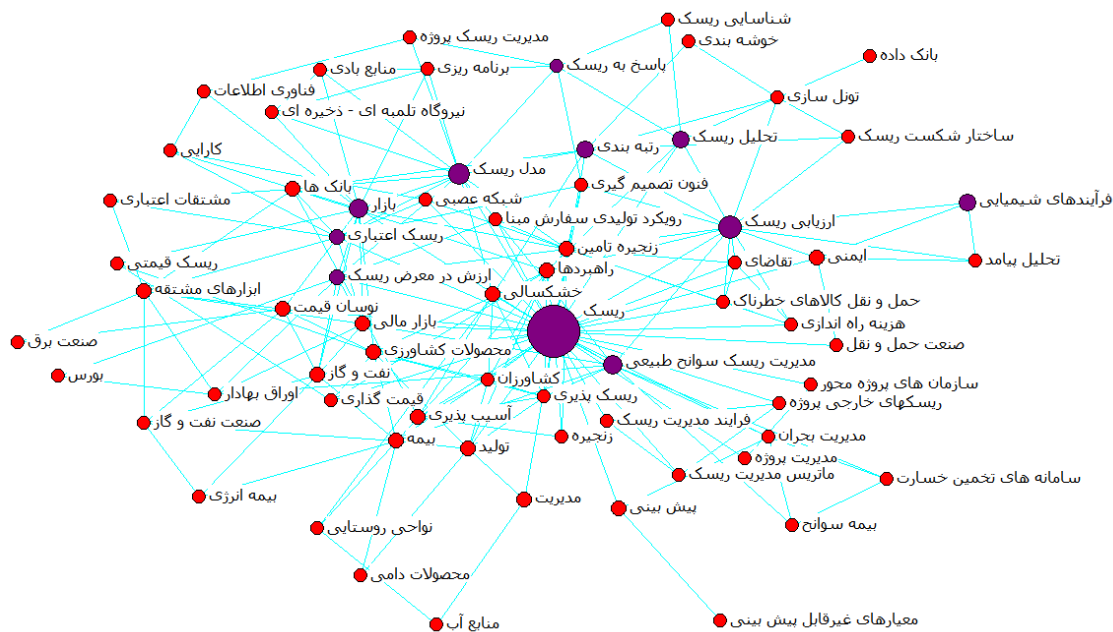 شناسایی ریسک
مدیریت ریسک پروژه
خوشه بندی
بانک داده
پاسخ به ریسک
برنامه ریزی
منابع بادی
فناوری اطلاعات
تونل سازی
نیروگاه تلمبه ای - ذخیره ای
ساختار شکست ریسک
تحلیل ریسک
رتبه بندی
کارایی
مدل ریسک
فنون تصمیم گیری
بانک ها
شبکه عصبی
مشتقات اعتباری
فرآیندهای شیمیایی
بازار
رویکرد تولیدی سفارش مبنا
ارزیابی ریسک
ریسک اعتباری
زنجیره تامین
ایمنی
تحلیل پیامد
تقاضای
ریسک قیمتی
راهبردها
ارزش در معرض ریسک
ابزارهای مشتقه
خشکسالی
حمل و نقل کالاهای خطرناک
نوسان قیمت
ریسک
بازار مالی
هزینه راه اندازی
صنعت برق
صنعت حمل و نقل
محصولات کشاورزی
مدیریت ریسک سوانح طبیعی
بورس
نفت و گاز
کشاورزان
سازمان های پروژه محور
اوراق بهادار
قیمت گذاری
ریسک پذیری
ریسکهای خارجی پروژه
آسیب پذیری
فرایند مدیریت ریسک
صنعت نفت و گاز
زنجیره
مدیریت بحران
بیمه
تولید
مدیریت پروژه
ماتریس مدیریت ریسک
سامانه های تخمین خسارت
بیمه انرژی
مدیریت
پیش بینی
بیمه سوانح
نواحی روستایی
محصولات دامی
منابع آب
معیارهای غیرقابل پیش بینی